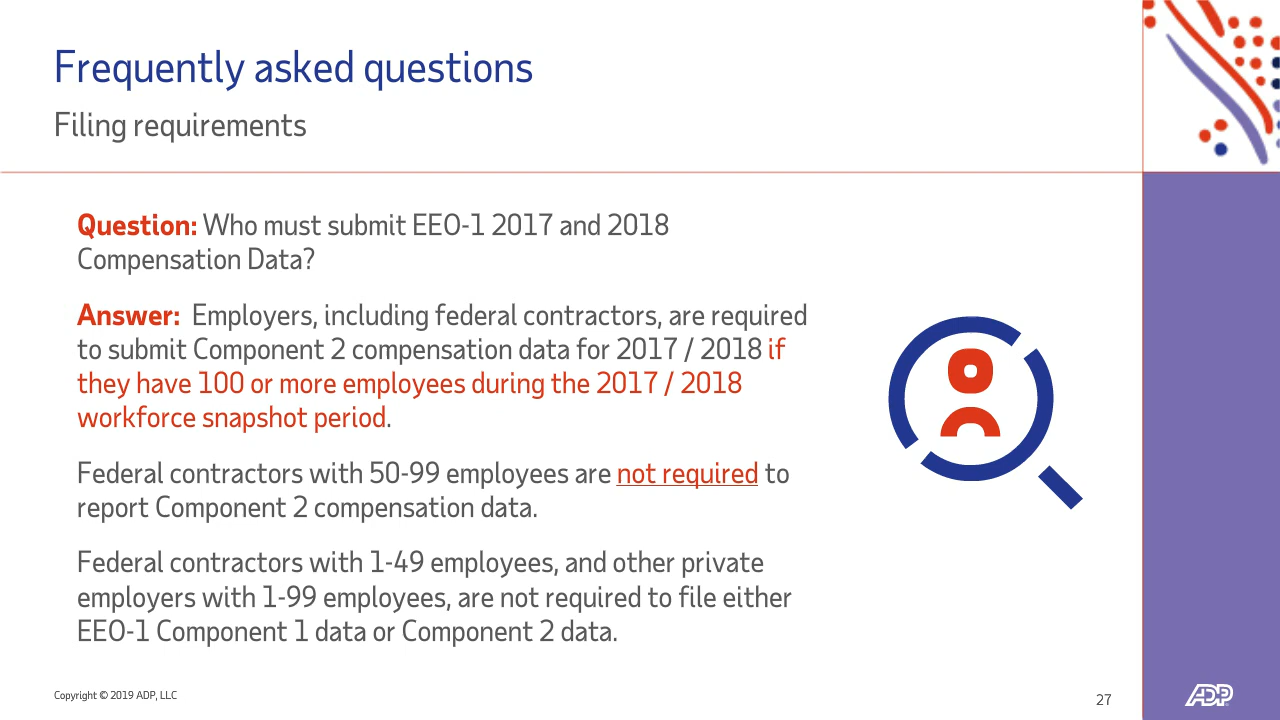 Frequently asked questions
Filing requirements
Question: Who must submit EEO-1 2017 and 2018
Compensation Data?
Answer:  Employers, including federal contractors, are required
to submit Component 2 compensation data for 2017 / 2018 if
they have 100 or more employees during the 2017 / 2018
workforce snapshot period.
Federal contractors with 50-99 employees are not required to
report Component 2 compensation data.
Federal contractors with 1-49 employees, and other private
employers with 1-99 employees, are not required to file either
EEO-1 Component 1 data or Component 2 data.
Copyright © 2019 ADP, LLC
27
ADP